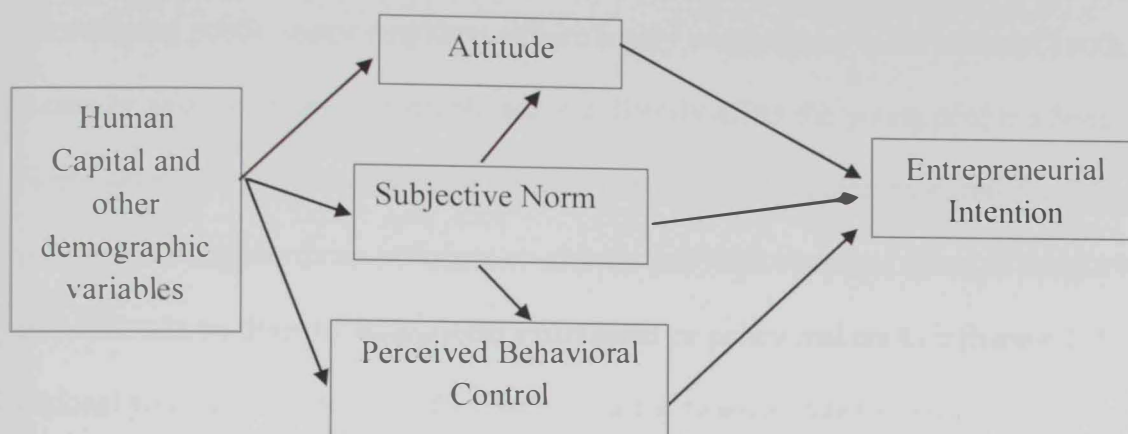 Attitude
Human
Capital and
other
demographic
variables
Subjective Norm
Entrepreneurial
Intention
Perceived Behavioral
Control